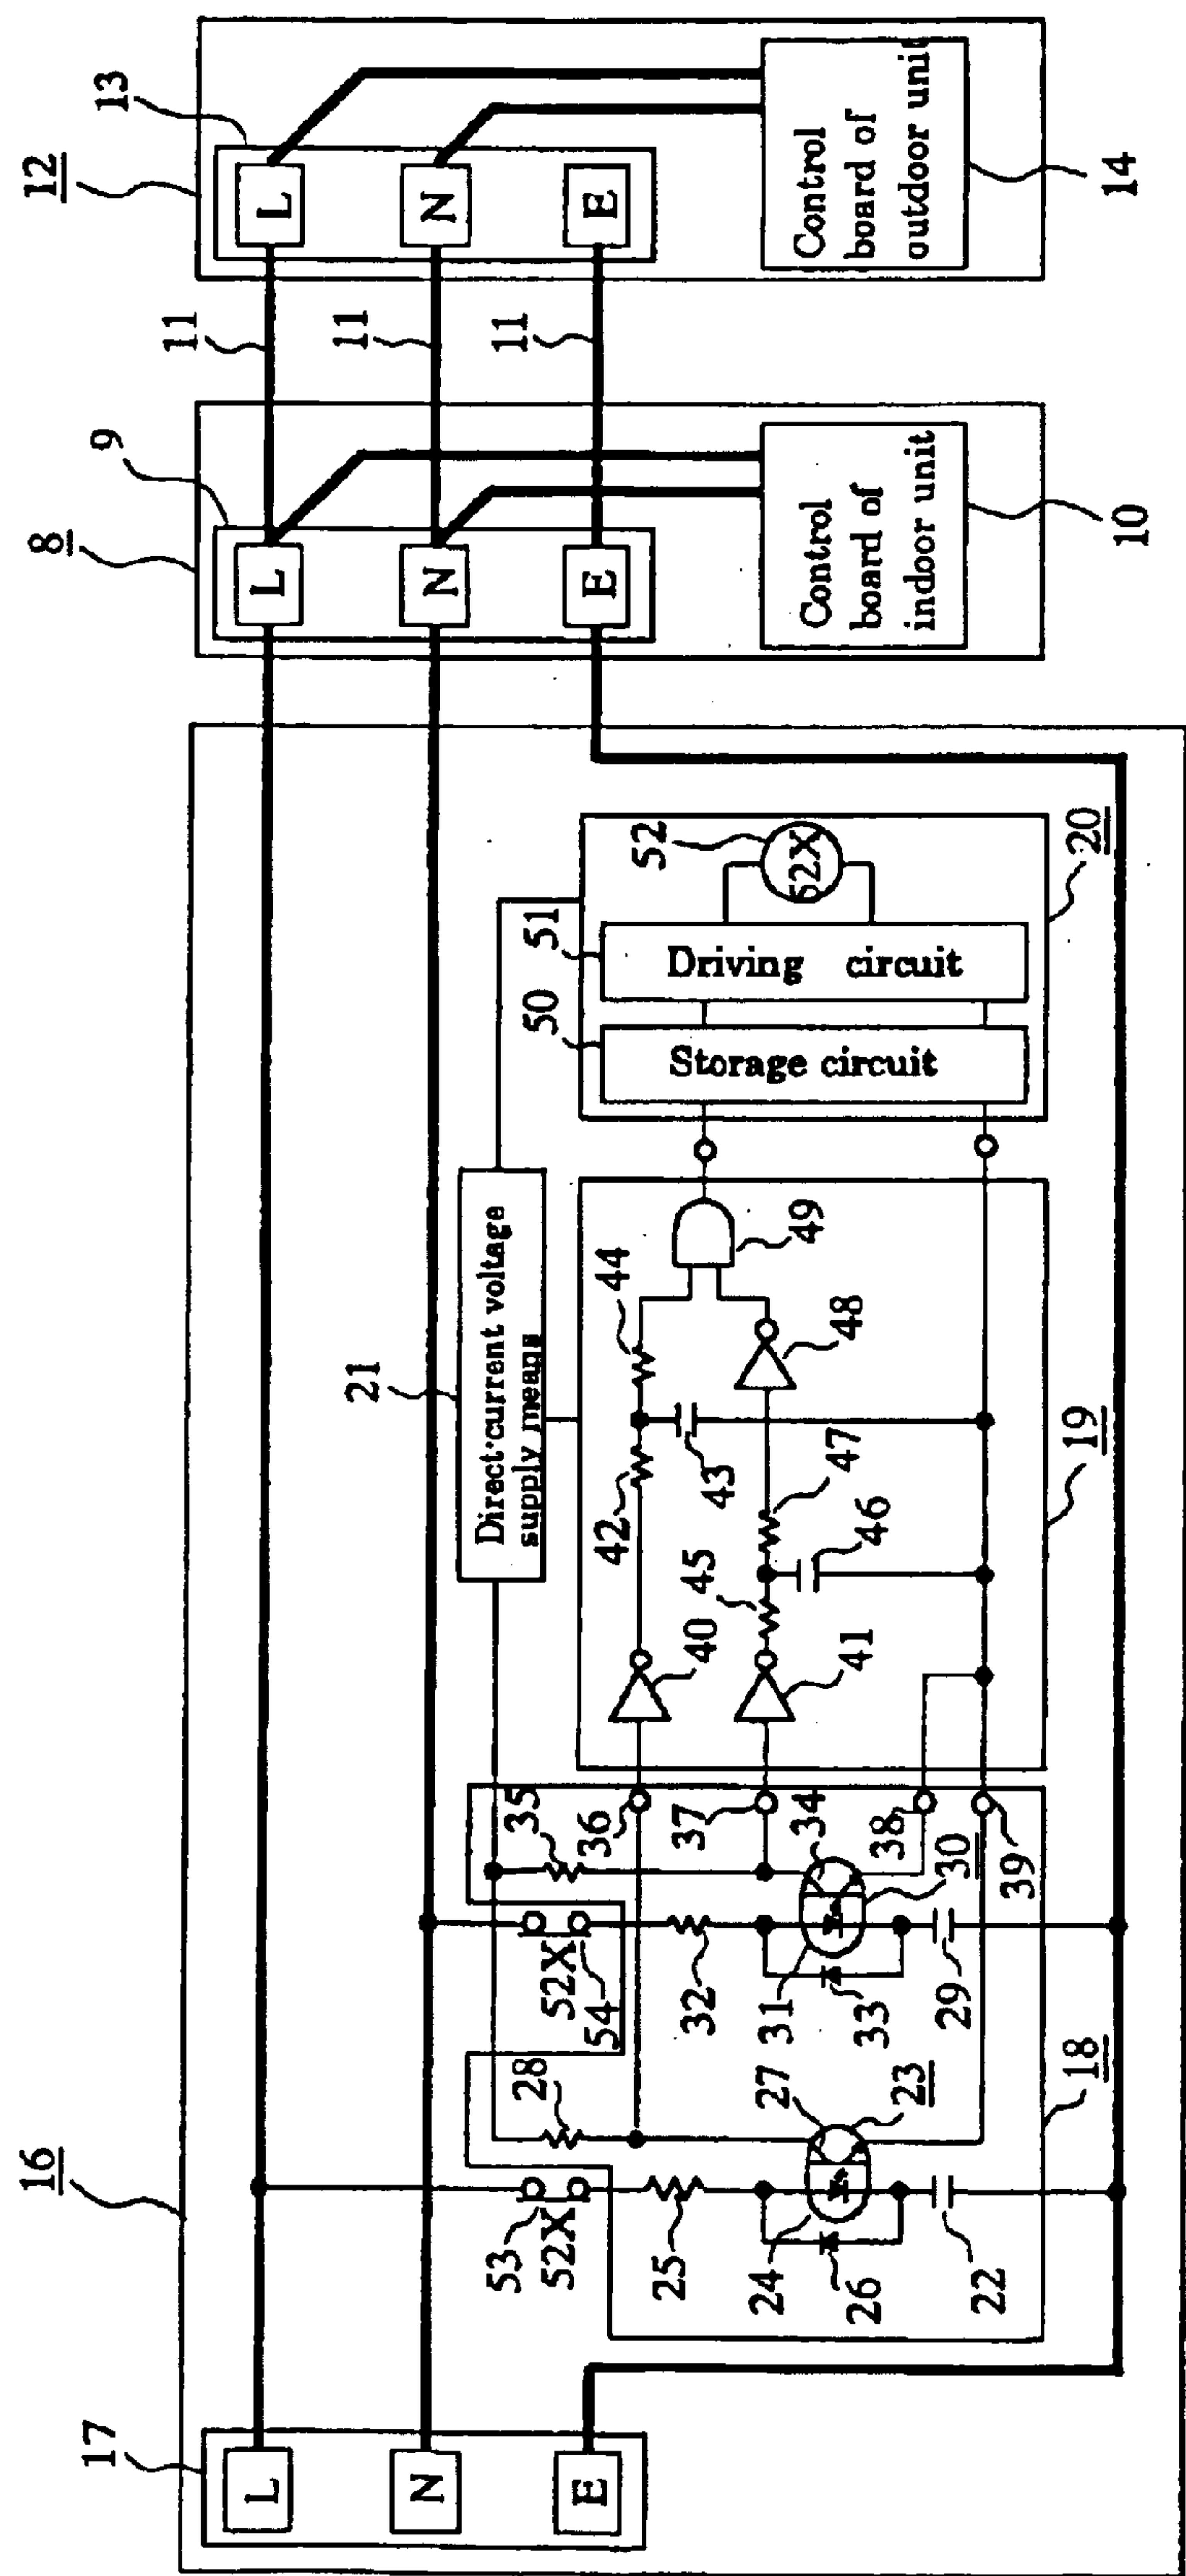 16
17
L
N
E
53
52X
25
24
26
22
28
27
23
18
52X
54
32
31
33
29
35
34
30
36
37
38
39
21
Direct-current voltage
supply means
40
41
42
43
44
45
46
47
48
49
19
50
Storage circuit
51
Driving circuit
52
52X
20
8
9
L
N
E
Control
board of
indoor unit
10
11
11
11
12
13
L
N
E
Control
board of
outdoor unit
14